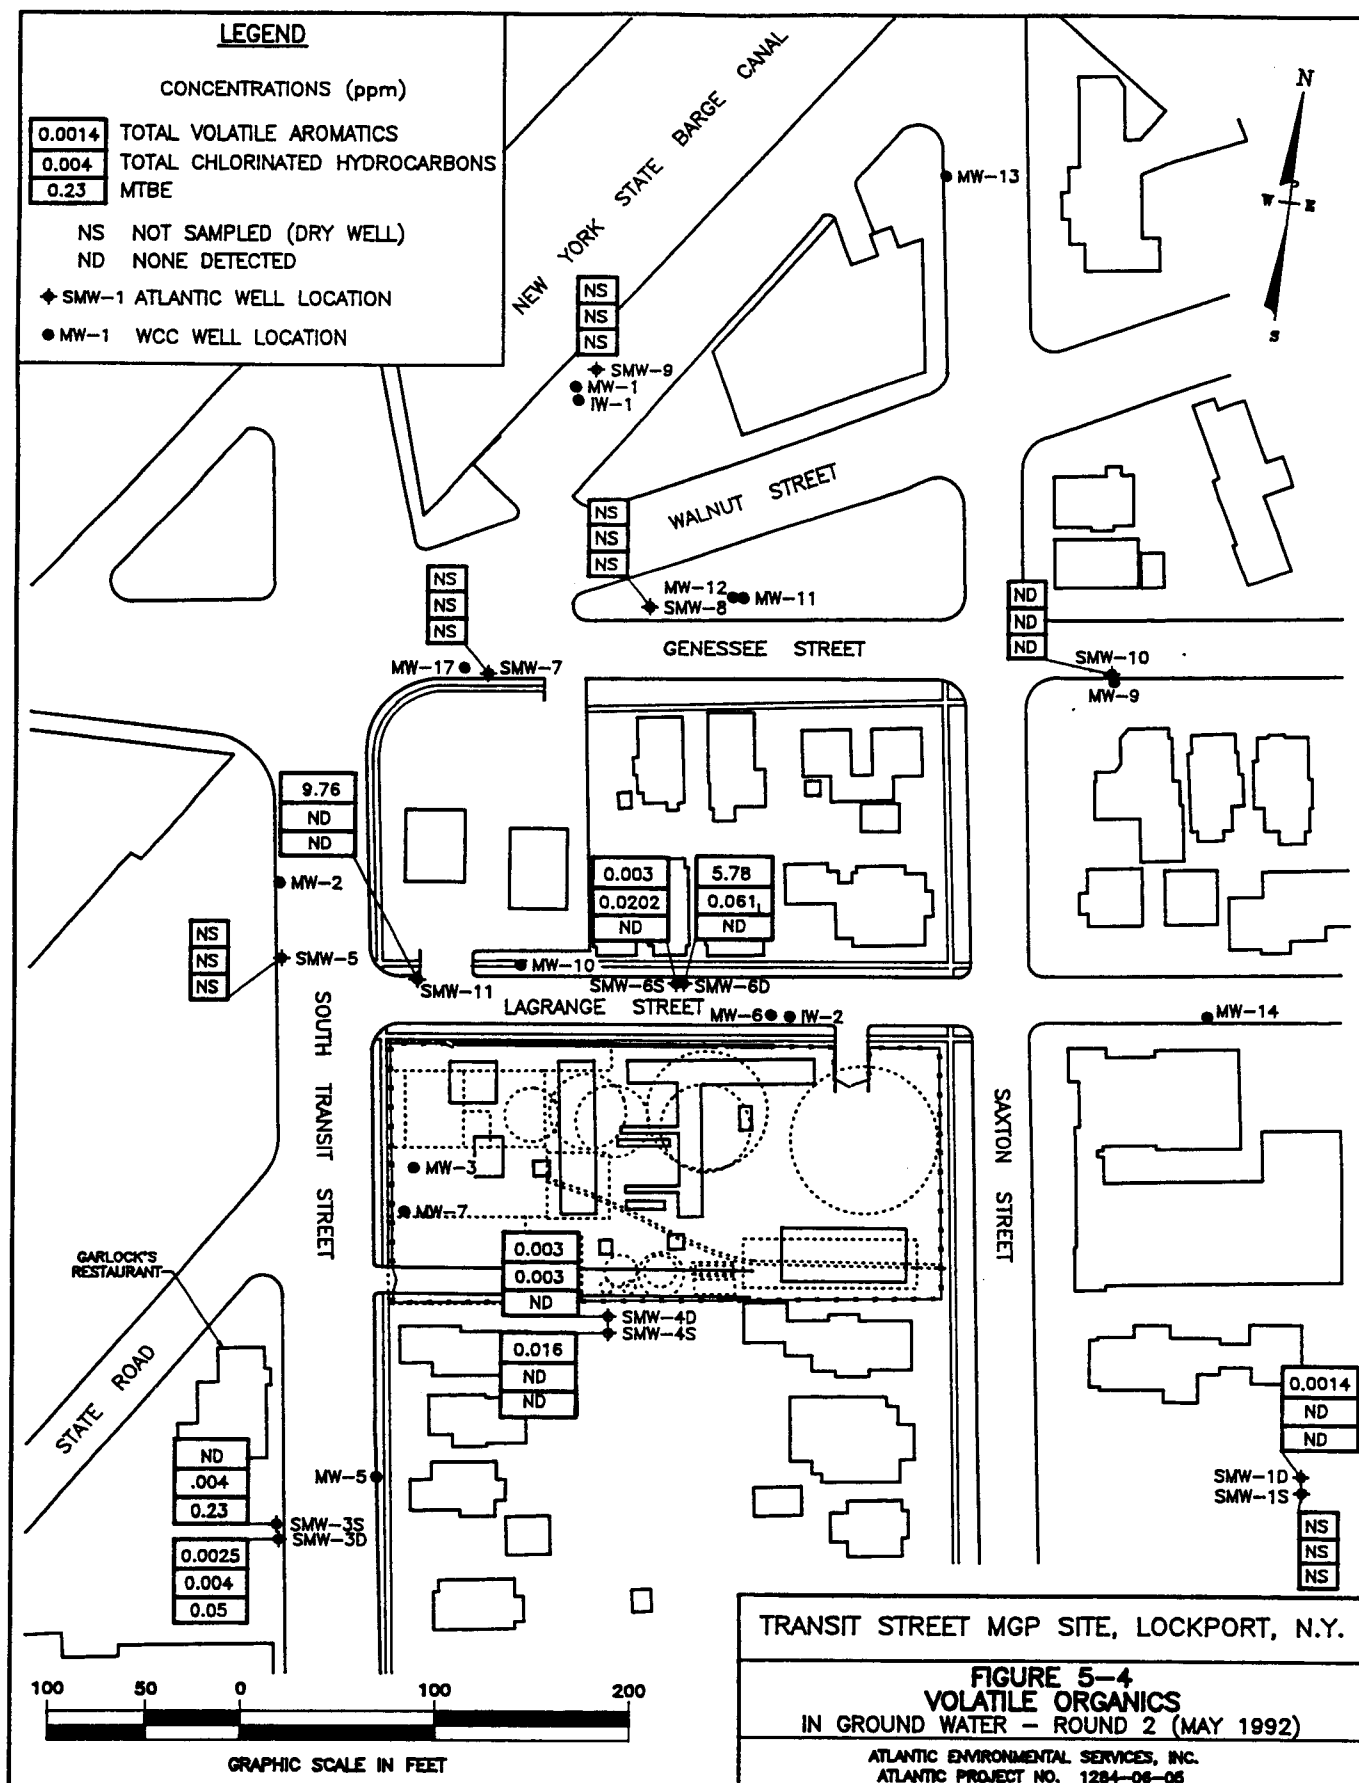 LEGEND
CONCENTRATIONS (ppm)
0.0014 TOTAL VOLATILE AROMATICS
0.004 TOTAL CHLORINATED HYDROCARBONS
0.23 MTBE
NS NOT SAMPLED (DRY WELL)
ND NONE DETECTED
SMW-1 ATLANTIC WELL LOCATION
MW-1 WCC WELL LOCATION
NEW YORK STATE BARGE CANAL
N
W E
S
MW-13
NS
NS
NS
SMW-9
MW-1
IW-1
WALNUT STREET
NS
NS
NS
MW-12
MW-11
SMW-8
NS
NS
NS
MW-17
SMW-7
GENESSEE STREET
ND
ND
ND
SMW-10
MW-9
9.76
ND
ND
MW-2
NS
NS
NS
SMW-5
SMW-11
MW-10
0.003
0.0202
ND
5.78
0.061
ND
SMW-6S
SMW-6D
LAGRANGE STREET
MW-6
IW-2
MW-14
SOUTH TRANSIT STREET
SAXTON STREET
MW-3
MW-7
0.003
0.003
ND
SMW-4D
SMW-4S
0.016
ND
ND
GARLOCK'S
RESTAURANT
STATE ROAD
ND
.004
0.23
MW-5
SMW-3S
SMW-3D
0.0025
0.004
0.05
0.0014
ND
ND
SMW-1D
SMW-1S
NS
NS
NS
100 50 0 100 200
GRAPHIC SCALE IN FEET
TRANSIT STREET MGP SITE, LOCKPORT, N.Y.
FIGURE 5-4
VOLATILE ORGANICS
IN GROUND WATER - ROUND 2 (MAY 1992)
ATLANTIC ENVIRONMENTAL SERVICES, INC.
ATLANTIC PROJECT NO. 1284-06-06